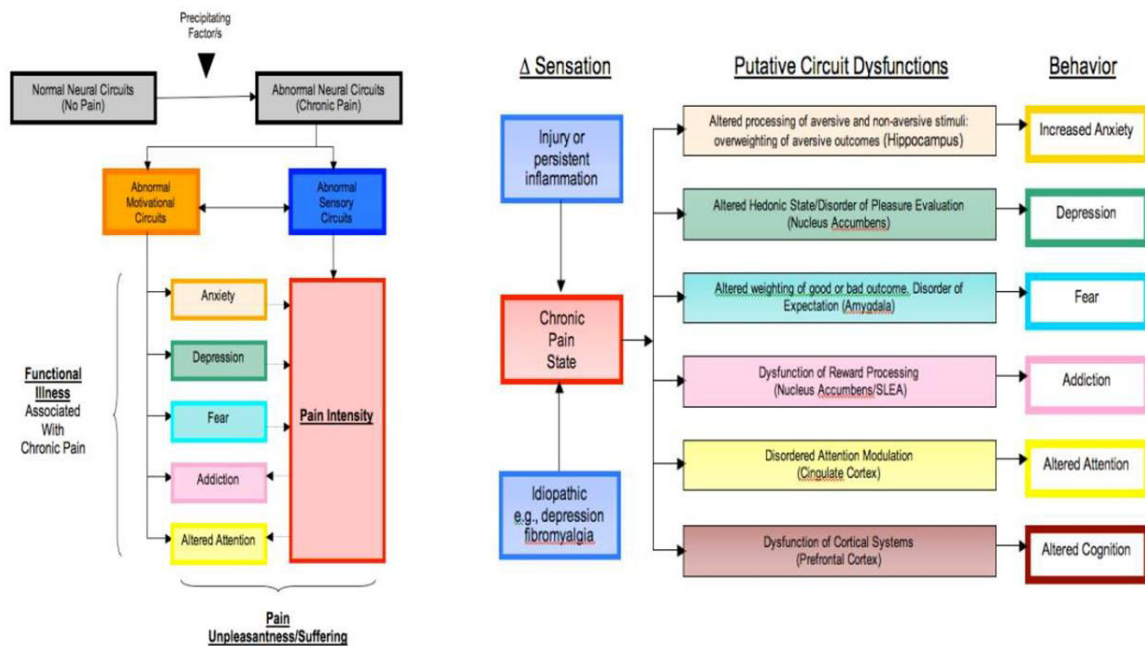 Precipitating
Factor/s
Normal Neural Circuits
(No Pain)
Abnormal Neural Circuits
(Chronic Pain)
Abnormal
Motivational
Circuits
Abnormal
Sensory
Circuits
Functional
Illness
Associated
With
Chronic Pain
Anxiety
Depression
Fear
Addiction
Altered Attention
Pain Intensity
Pain
Unpleasantness/Suffering
Δ Sensation
Injury or
persistent
inflammation
Chronic
Pain
State
Idiopathic
e.g., depression
fibromyalgia
Putative Circuit Dysfunctions
Altered processing of aversive and non-aversive stimuli:
overweighting of aversive outcomes (Hippocampus)
Altered Hedonic State/Disorder of Pleasure Evaluation
(Nucleus Accumbens)
Altered weighting of good or bad outcome. Disorder of
Expectation (Amygdala)
Dysfunction of Reward Processing
(Nucleus Accumbens/SLEA)
Disordered Attention Modulation
(Cingulate Cortex)
Dysfunction of Cortical Systems
(Prefrontal Cortex)
Behavior
Increased Anxiety
Depression
Fear
Addiction
Altered Attention
Altered Cognition